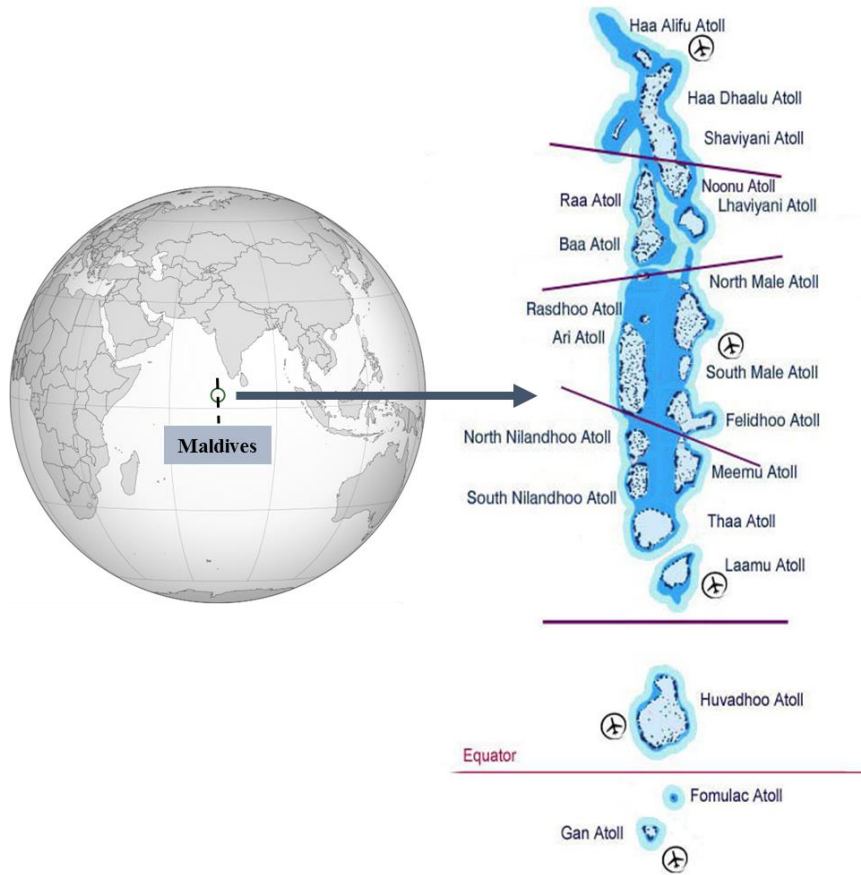 Haa Alifu Atoll
Haa Dhaalu Atoll
Shaviyani Atoll
Noonu Atoll
Raa Atoll
Lhaviyani Atoll
Baa Atoll
North Male Atoll
Rasdhoo Atoll
Ari Atoll
South Male Atoll
Felidhoo Atoll
North Nilandhoo Atoll
Maldives
Meemu Atoll
South Nilandhoo Atoll
Thaa Atoll
Laamu Atoll
Huvadhoo Atoll
Equator
Fomulac Atoll
Gan Atoll